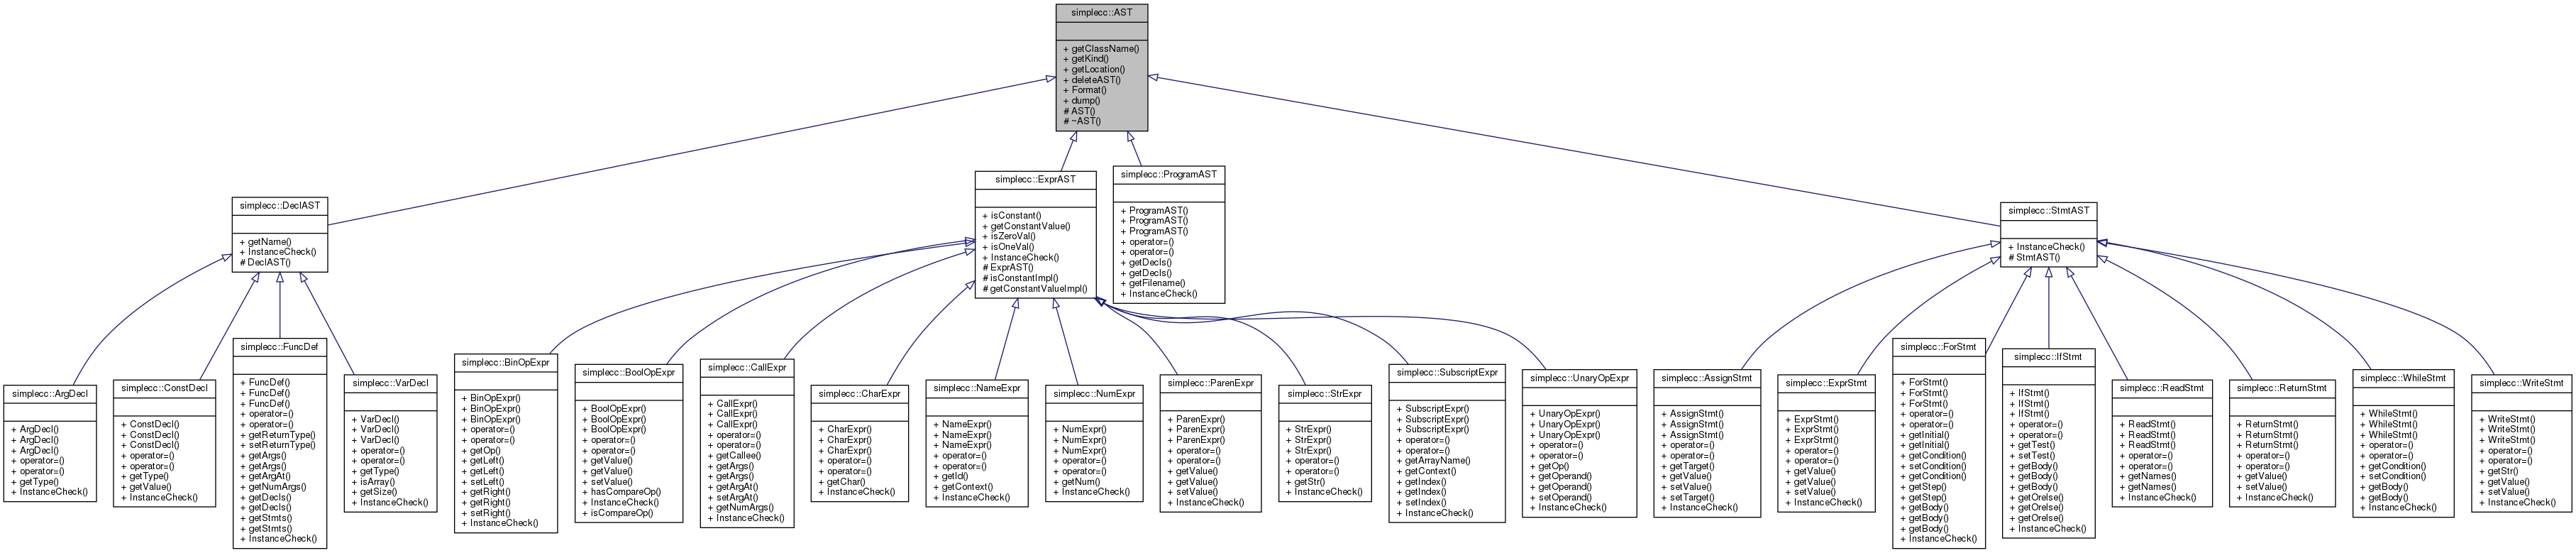 simplecc::AST
+ getClassName()
+ getKind()
+ getLocation()
+ deleteAST()
+ Format()
+ dump()
# AST()
# ~AST()
simplecc::DeclAST
+ getName()
+ InstanceCheck()
# DeclAST()
simplecc::ExprAST
+ isConstant()
+ getConstantValue()
+ isZeroVal()
+ isOneVal()
+ InstanceCheck()
# ExprAST()
# isConstantImpl()
# getConstantValueImpl()
simplecc::ProgramAST
+ ProgramAST()
+ ProgramAST()
+ ProgramAST()
+ operator=()
+ operator=()
+ getDecls()
+ getDecls()
+ getFilename()
+ InstanceCheck()
simplecc::StmtAST
+ InstanceCheck()
# StmtAST()
simplecc::ArgDecl
+ ArgDecl()
+ ArgDecl()
+ ArgDecl()
+ operator=()
+ operator=()
+ getType()
+ InstanceCheck()
simplecc::ConstDecl
+ ConstDecl()
+ ConstDecl()
+ ConstDecl()
+ operator=()
+ operator=()
+ getType()
+ getValue()
+ InstanceCheck()
simplecc::FuncDef
+ FuncDef()
+ FuncDef()
+ FuncDef()
+ operator=()
+ operator=()
+ getReturnType()
+ setReturnType()
+ getArgs()
+ getArgs()
+ getArgAt()
+ getNumArgs()
+ getDecls()
+ getDecls()
+ getStmts()
+ getStmts()
+ InstanceCheck()
simplecc::VarDecl
+ VarDecl()
+ VarDecl()
+ VarDecl()
+ operator=()
+ operator=()
+ getType()
+ isArray()
+ getSize()
+ InstanceCheck()
simplecc::BinOpExpr
+ BinOpExpr()
+ BinOpExpr()
+ BinOpExpr()
+ operator=()
+ operator=()
+ getOp()
+ getLeft()
+ getLeft()
+ setLeft()
+ getRight()
+ getRight()
+ setRight()
+ InstanceCheck()
simplecc::BoolOpExpr
+ BoolOpExpr()
+ BoolOpExpr()
+ BoolOpExpr()
+ operator=()
+ operator=()
+ getValue()
+ getValue()
+ setValue()
+ hasCompareOp()
+ InstanceCheck()
+ isCompareOp()
simplecc::CallExpr
+ CallExpr()
+ CallExpr()
+ CallExpr()
+ operator=()
+ operator=()
+ getCallee()
+ getArgs()
+ getArgs()
+ getArgAt()
+ setArgAt()
+ getNumArgs()
+ InstanceCheck()
simplecc::CharExpr
+ CharExpr()
+ CharExpr()
+ CharExpr()
+ operator=()
+ operator=()
+ getChar()
+ InstanceCheck()
simplecc::NameExpr
+ NameExpr()
+ NameExpr()
+ NameExpr()
+ operator=()
+ operator=()
+ getId()
+ getContext()
+ InstanceCheck()
simplecc::NumExpr
+ NumExpr()
+ NumExpr()
+ NumExpr()
+ operator=()
+ operator=()
+ getNum()
+ InstanceCheck()
simplecc::ParenExpr
+ ParenExpr()
+ ParenExpr()
+ ParenExpr()
+ operator=()
+ operator=()
+ getValue()
+ getValue()
+ setValue()
+ InstanceCheck()
simplecc::StrExpr
+ StrExpr()
+ StrExpr()
+ StrExpr()
+ operator=()
+ operator=()
+ getStr()
+ InstanceCheck()
simplecc::SubscriptExpr
+ SubscriptExpr()
+ SubscriptExpr()
+ SubscriptExpr()
+ operator=()
+ operator=()
+ getArrayName()
+ getContext()
+ getIndex()
+ getIndex()
+ setIndex()
+ InstanceCheck()
simplecc::UnaryOpExpr
+ UnaryOpExpr()
+ UnaryOpExpr()
+ UnaryOpExpr()
+ operator=()
+ operator=()
+ getOp()
+ getOperand()
+ getOperand()
+ setOperand()
+ InstanceCheck()
simplecc::AssignStmt
+ AssignStmt()
+ AssignStmt()
+ AssignStmt()
+ operator=()
+ operator=()
+ getTarget()
+ getValue()
+ setValue()
+ setTarget()
+ InstanceCheck()
simplecc::ExprStmt
+ ExprStmt()
+ ExprStmt()
+ ExprStmt()
+ operator=()
+ operator=()
+ getValue()
+ getValue()
+ setValue()
+ InstanceCheck()
simplecc::ForStmt
+ ForStmt()
+ ForStmt()
+ ForStmt()
+ operator=()
+ operator=()
+ getInitial()
+ getInitial()
+ getCondition()
+ setCondition()
+ getCondition()
+ getStep()
+ getStep()
+ getBody()
+ getBody()
+ getBody()
+ InstanceCheck()
simplecc::IfStmt
+ IfStmt()
+ IfStmt()
+ IfStmt()
+ operator=()
+ operator=()
+ getTest()
+ setTest()
+ getBody()
+ getBody()
+ getBody()
+ getOrelse()
+ getOrelse()
+ getOrelse()
+ InstanceCheck()
simplecc::ReadStmt
+ ReadStmt()
+ ReadStmt()
+ ReadStmt()
+ operator=()
+ operator=()
+ getNames()
+ getNames()
+ InstanceCheck()
simplecc::ReturnStmt
+ ReturnStmt()
+ ReturnStmt()
+ ReturnStmt()
+ operator=()
+ operator=()
+ getValue()
+ setValue()
+ InstanceCheck()
simplecc::WhileStmt
+ WhileStmt()
+ WhileStmt()
+ WhileStmt()
+ operator=()
+ operator=()
+ getCondition()
+ setCondition()
+ getBody()
+ getBody()
+ InstanceCheck()
simplecc::WriteStmt
+ WriteStmt()
+ WriteStmt()
+ WriteStmt()
+ operator=()
+ operator=()
+ getStr()
+ getValue()
+ setValue()
+ InstanceCheck()